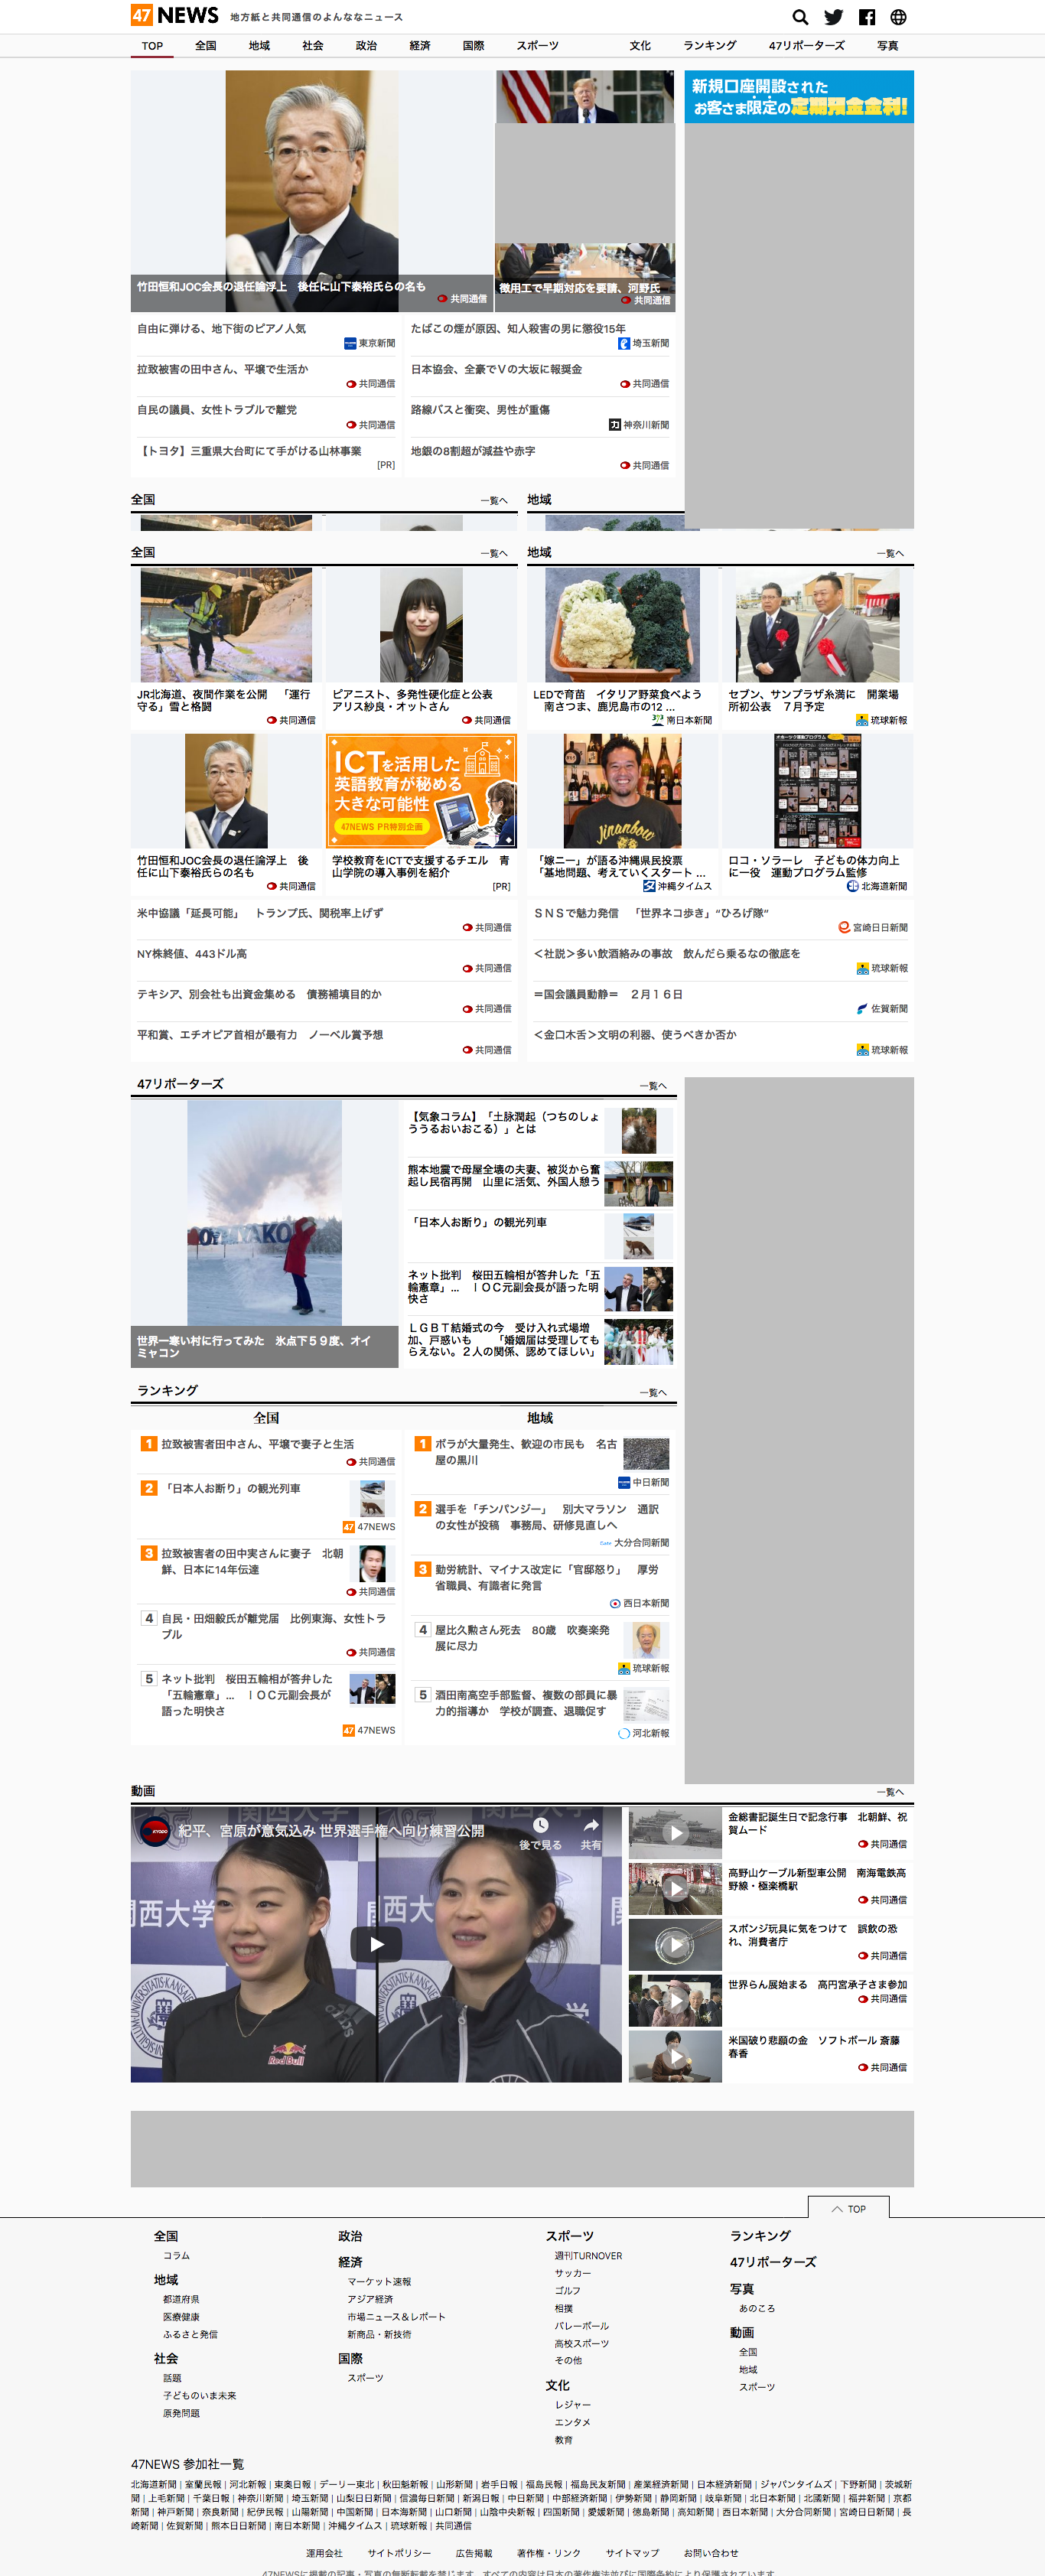 47 NEWS 地方紙と共同通信のよんななニュース
TOP 全国 地域 社会 政治 経済 国際 スポーツ 文化 ランキング 47リポーターズ 写真
新規口座開設された
お客さま限定の定期預金金利!
竹田恒和JOC会長の退任論浮上　後任に山下泰裕氏らの名も
共同通信
徴用工で早期対応を要請、河野氏
共同通信
自由に弾ける、地下街のピアノ人気
東京新聞
たばこの煙が原因、知人殺害の男に懲役15年
埼玉新聞
拉致被害の田中さん、平壌で生活か
共同通信
日本協会、全豪でVの大坂に報奨金
共同通信
自民の議員、女性トラブルで離党
共同通信
路線バスと衝突、男性が重傷
神奈川新聞
【トヨタ】三重県大台町にて手がける山林事業
[PR]
地銀の8割超が減益や赤字
共同通信
全国 一覧へ
地域
全国 一覧へ
地域 一覧へ
JR北海道、夜間作業を公開　「運行
守る」雪と格闘
共同通信
ピアニスト、多発性硬化症と公表
アリス紗良・オットさん
共同通信
LEDで育苗　イタリア野菜食べよう
南さつま、鹿児島市の12 ...
南日本新聞
セブン、サンプラザ糸満に　開業場
所初公表　７月予定
琉球新報
ICTを活用した
英語教育が秘める
大きな可能性
47NEWS PR特別企画
Jinanbow
竹田恒和JOC会長の退任論浮上　後
任に山下泰裕氏らの名も
共同通信
学校教育をICTで支援するチエル　青
山学院の導入事例を紹介
[PR]
「嫁ニー」が語る沖縄県民投票
「基地問題、考えていくスタート ...
沖縄タイムス
ロコ・ソラーレ　子どもの体力向上
に一役　運動プログラム監修
北海道新聞
米中協議「延長可能」　トランプ氏、関税率上げず
共同通信
NY株終値、443ドル高
共同通信
テキシア、別会社も出資金集める　債務補填目的か
共同通信
平和賞、エチオピア首相が最有力　ノーベル賞予想
共同通信
ＳＮＳで魅力発信　「世界ネコ歩き」“ひろげ隊”
宮崎日日新聞
＜社説＞多い飲酒絡みの事故　飲んだら乗るなの徹底を
琉球新報
＝国会議員動静＝　２月１６日
佐賀新聞
＜金口木舌＞文明の利器、使うべきか否か
琉球新報
47リポーターズ 一覧へ
世界一寒い村に行ってみた　氷点下５９度、オイ
ミャコン
【気象コラム】「土脉潤起（つちのしょ
ううるおいおこる）」とは
熊本地震で母屋全壊の夫妻、被災から奮
起し民宿再開　山里に活気、外国人憩う
「日本人お断り」の観光列車
ネット批判　桜田五輪相が答弁した「五
輪憲章」...　ＩＯＣ元副会長が語った明
快さ
ＬＧＢＴ結婚式の今　受け入れ式場増
加、戸惑いも　　「婚姻届は受理しても
らえない。２人の関係、認めてほしい」
ランキング 一覧へ
全国
1 拉致被害者田中さん、平壌で妻子と生活
共同通信
2 「日本人お断り」の観光列車
47NEWS
3 拉致被害者の田中実さんに妻子　北朝
鮮、日本に14年伝達
共同通信
4 自民・田畑毅氏が離党届　比例東海、女性トラ
ブル
共同通信
5 ネット批判　桜田五輪相が答弁した
「五輪憲章」...　ＩＯＣ元副会長が
語った明快さ
47NEWS
地域
1 ボラが大量発生、歓迎の市民も　名古
屋の黒川
中日新聞
2 選手を「チンパンジー」　別大マラソン　通訳
の女性が投稿　事務局、研修見直しへ
大分合同新聞
3 勤労統計、マイナス改定に「官邸怒り」　厚労
省職員、有識者に発言
西日本新聞
4 屋比久勲さん死去　80歳　吹奏楽発
展に尽力
琉球新報
5 酒田南高空手部監督、複数の部員に暴
力的指導か　学校が調査、退職促す
河北新報
動画 一覧へ
KYODO 紀平、宮原が意気込み 世界選手権へ向け練習公開
後で見る 共有
Red Bull
金総書記誕生日で記念行事　北朝鮮、祝
賀ムード
共同通信
高野山ケーブル新型車公開　南海電鉄高
野線・極楽橋駅
共同通信
スポンジ玩具に気をつけて　誤飲の恐
れ、消費者庁
共同通信
世界らん展始まる　高円宮承子さま参加
共同通信
米国破り悲願の金　ソフトボール 斎藤
春香
共同通信
TOP
全国
コラム
地域
都道府県
医療健康
ふるさと発信
社会
話題
子どものいま未来
原発問題
政治
経済
マーケット速報
アジア経済
市場ニュース＆レポート
新商品・新技術
国際
スポーツ
スポーツ
週刊TURNOVER
サッカー
ゴルフ
相撲
バレーボール
高校スポーツ
その他
文化
レジャー
エンタメ
教育
ランキング
47リポーターズ
写真
あのころ
動画
全国
地域
スポーツ
47NEWS 参加社一覧
北海道新聞 | 室蘭民報 | 河北新報 | 東奥日報 | デーリー東北 | 秋田魁新報 | 山形新聞 | 岩手日報 | 福島民報 | 福島民友新聞 | 産業経済新聞 | 日本経済新聞 | ジャパンタイムズ | 下野新聞 | 茨城新
聞 | 上毛新聞 | 千葉日報 | 神奈川新聞 | 埼玉新聞 | 山梨日日新聞 | 信濃毎日新聞 | 新潟日報 | 中日新聞 | 中部経済新聞 | 伊勢新聞 | 静岡新聞 | 岐阜新聞 | 北日本新聞 | 北國新聞 | 福井新聞 | 京都
新聞 | 神戸新聞 | 奈良新聞 | 紀伊民報 | 山陽新聞 | 中国新聞 | 日本海新聞 | 山口新聞 | 山陰中央新報 | 四国新聞 | 愛媛新聞 | 徳島新聞 | 高知新聞 | 西日本新聞 | 大分合同新聞 | 宮崎日日新聞 | 長
崎新聞 | 佐賀新聞 | 熊本日日新聞 | 南日本新聞 | 沖縄タイムス | 琉球新報 | 共同通信
運用会社 サイトポリシー 広告掲載 著作権・リンク サイトマップ お問い合わせ
47NEWSに掲載の記事・写真の無断転載を禁じます。すべての内容は日本の著作権法並びに国際条約により保護されています。